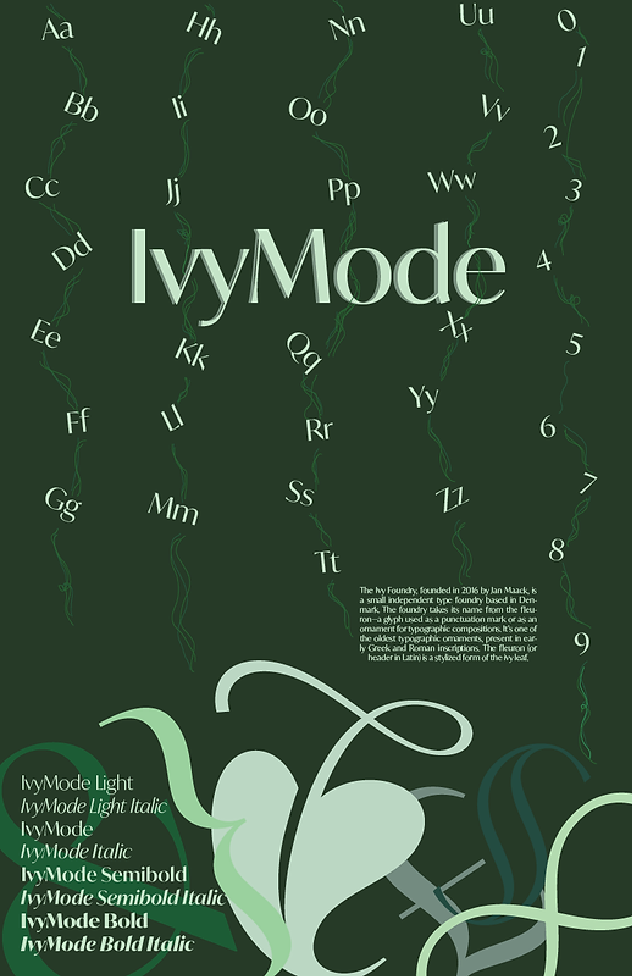 Aa
Bb
Cc
Dd
Ee
Ff
Gg
Hh
Ii
Jj
Kk
Ll
Mm
Nn
Oo
Pp
Qq
Rr
Ss
Tt
Uu
Vv
Ww
Xx
Yy
Zz
0
1
2
3
4
5
6
7
8
9
IvyMode
The Ivy Foundry, founded in 2016 by Jan Maack, is
a small independent type foundry based in Den-
mark. The foundry takes its name from the fleu-
ron—a glyph used as a punctuation mark or as an
ornament for typographic compositions. It's one of
the oldest typographic ornaments, present in ear-
ly Greek and Roman inscriptions. The fleuron (or
header in Latin) is a stylized form of the ivy leaf.
IvyMode Light
IvyMode Light Italic
IvyMode
IvyMode Italic
IvyMode Semibold
IvyMode Semibold Italic
IvyMode Bold
IvyMode Bold Italic
&